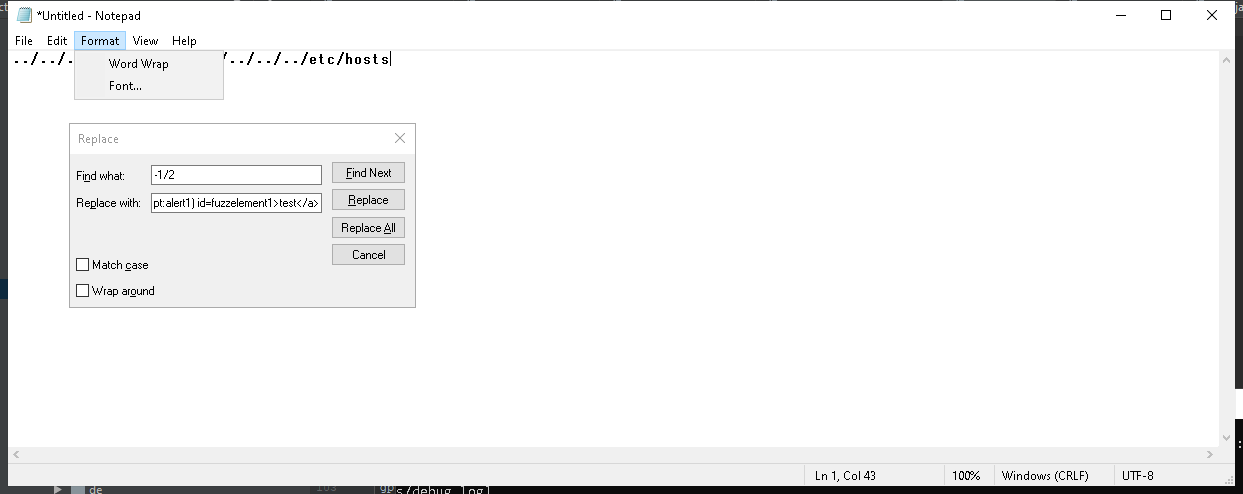 *Untitled - Notepad
File Edit Format View Help
../../. /../../../etc/hosts
Word Wrap
Font...
Replace
Find what: -1/2 Find Next
Replace with: pt:alert1) id=fuzzelement1>test</a> Replace
Replace All
Cancel
Match case
Wrap around
Ln 1, Col 43 100% Windows (CRLF) UTF-8
de 103